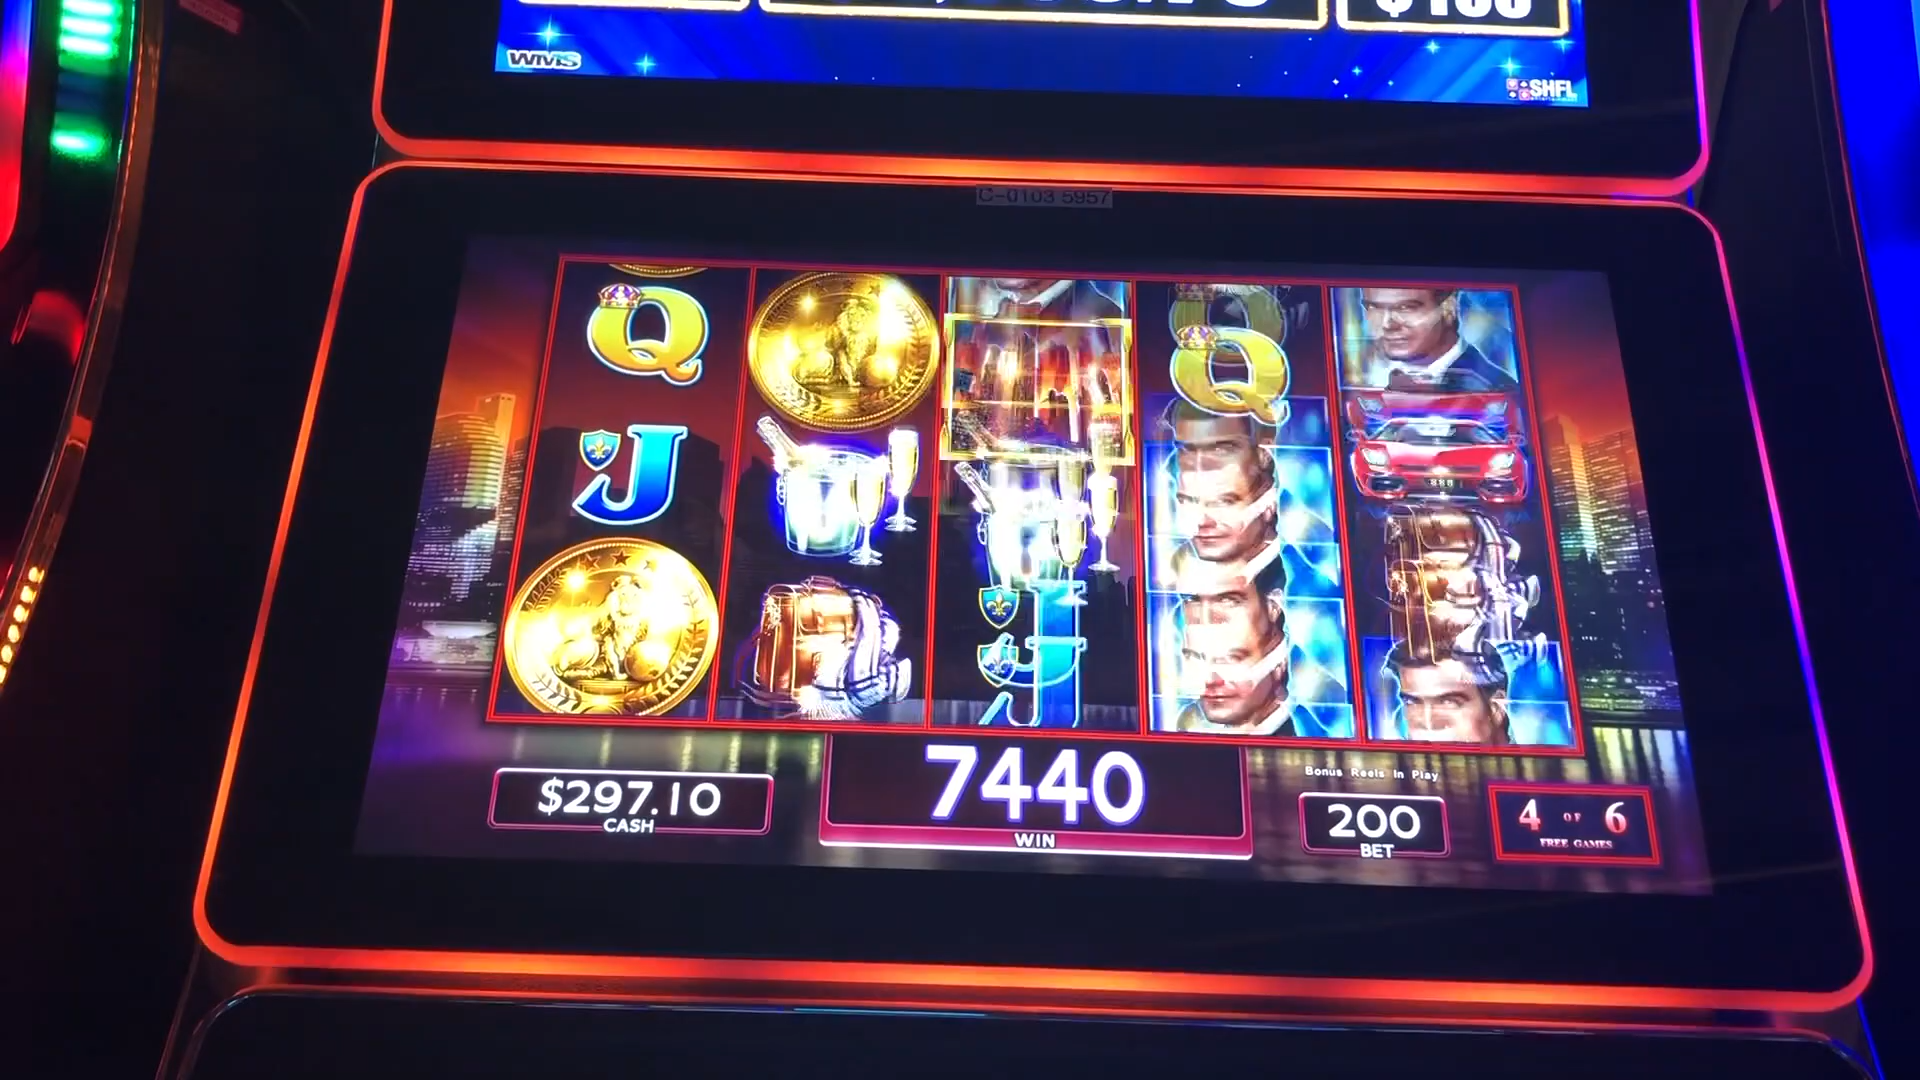 $100
WMS
SHFL
C-0103 5957
Q
Q
J
J
J
$297.10
CASH
7440
WIN
Bonus Reels In Play
200
BET
4 OF 6
FREE GAMES